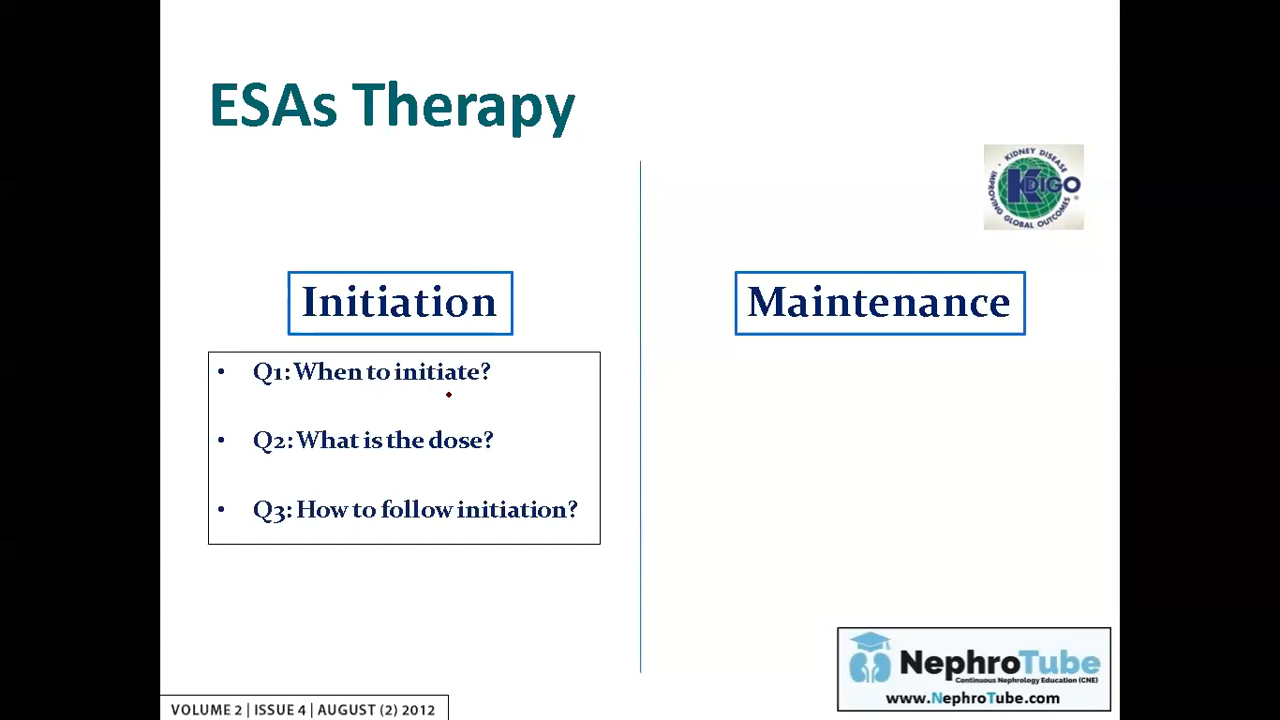 ESAs Therapy
KIDNEY DISEASE
KDIGO
IMPROVING GLOBAL OUTCOMES
®
Initiation
• Q1: When to initiate?
• Q2: What is the dose?
• Q3: How to follow initiation?
Maintenance
NephroTube
Continuous Nephrology Education (CNE)
www.NephroTube.com
VOLUME 2 | ISSUE 4 | AUGUST (2) 2012